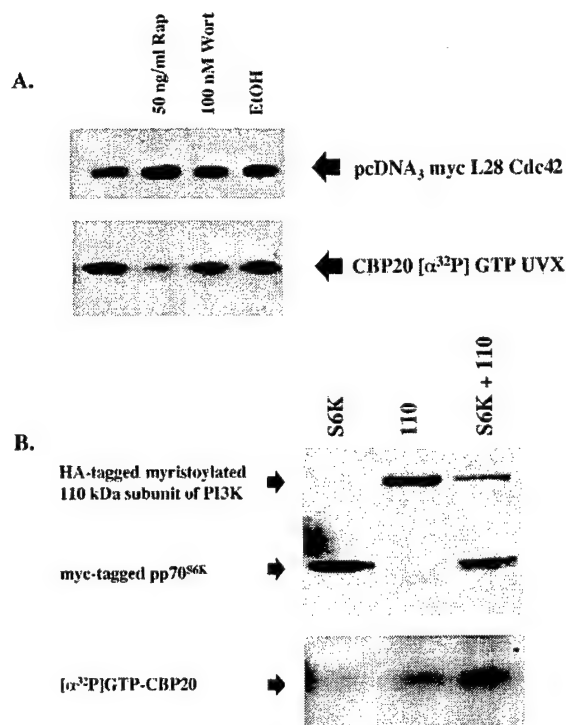 A.
50 ng/ml Rap
100 nM Wort
EtOH
pcDNA₃ myc L28 Cdc42
CBP20 [α³²P] GTP UVX
B.
S6K
110
S6K + 110
HA-tagged myristoylated
110 kDa subunit of PI3K
myc-tagged pp70ˢ⁶ᴷ
[α³²P]GTP-CBP20